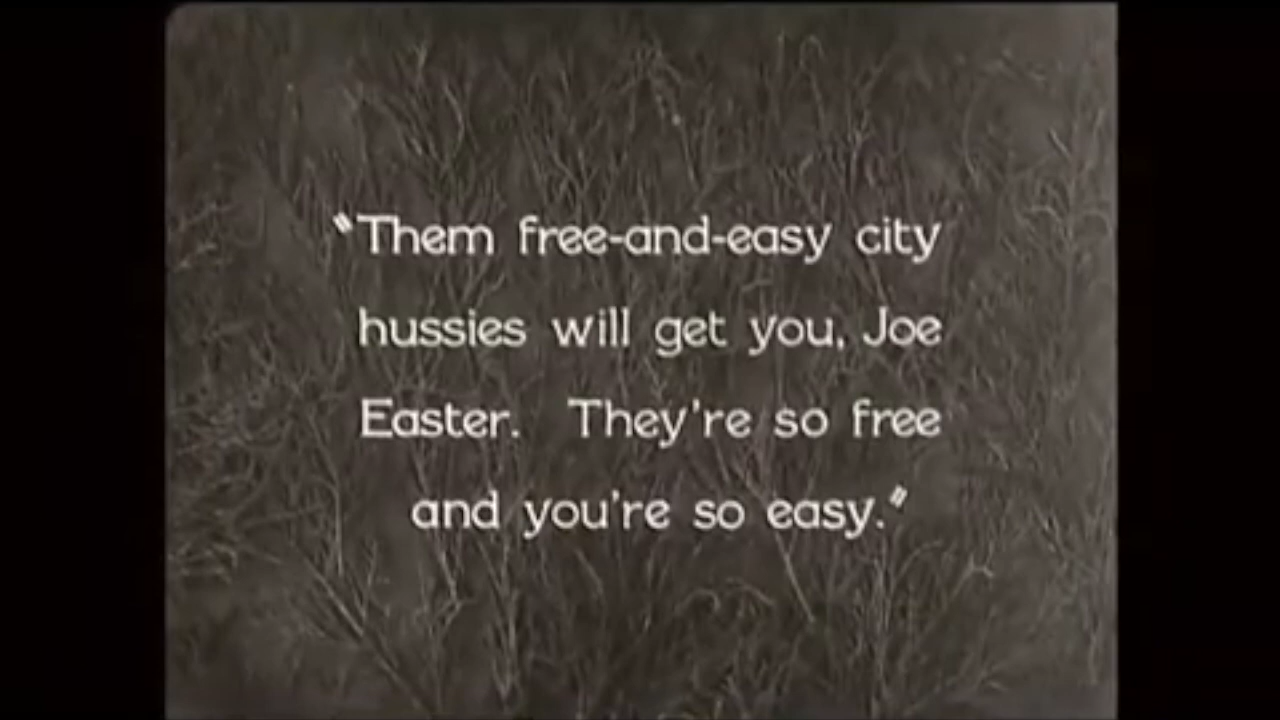 "Them free-and-easy city
hussies will get you, Joe
Easter. They're so free
and you're so easy."